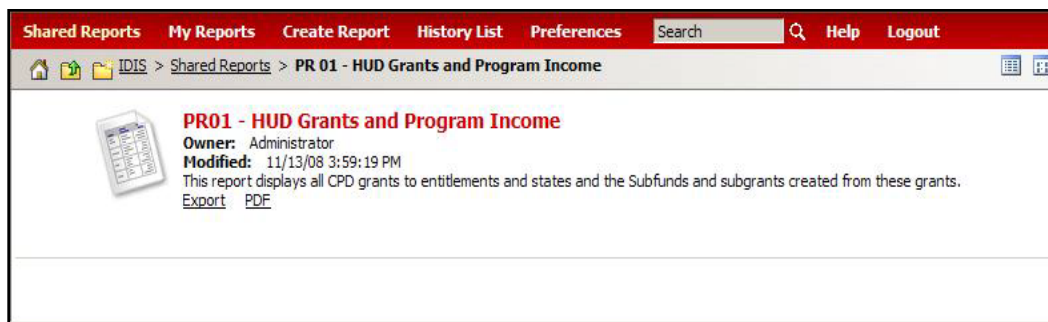 Shared Reports My Reports Create Report History List Preferences Search Help Logout
IDIS > Shared Reports > PR 01 - HUD Grants and Program Income
PR01 - HUD Grants and Program Income
Owner: Administrator
Modified: 11/13/08 3:59:19 PM
This report displays all CPD grants to entitlements and states and the Subfunds and subgrants created from these grants.
Export PDF